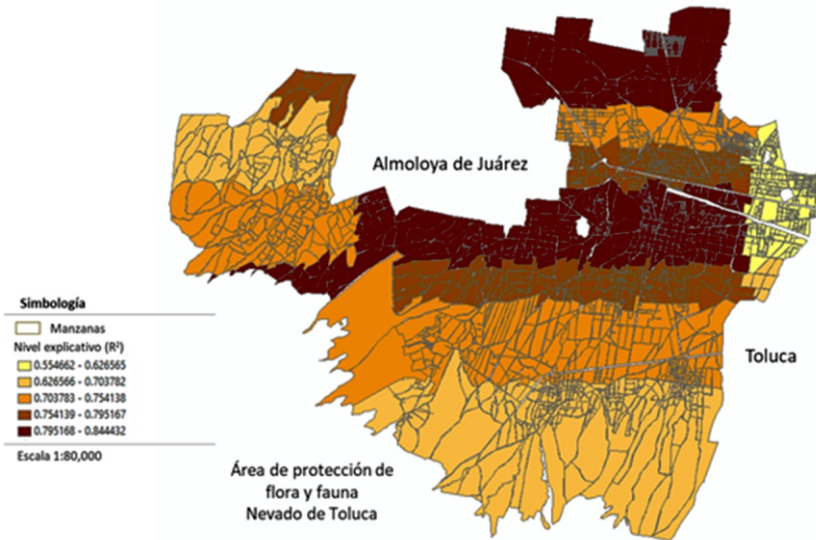 Almoloya de Juárez
Toluca
Área de protección de
flora y fauna
Nevado de Toluca
Simbología
Manzanas
Nivel explicativo (R²)
0.554662 - 0.626565
0.626566 - 0.703782
0.703783 - 0.754138
0.754139 - 0.795167
0.795168 - 0.844432
Escala 1:80,000